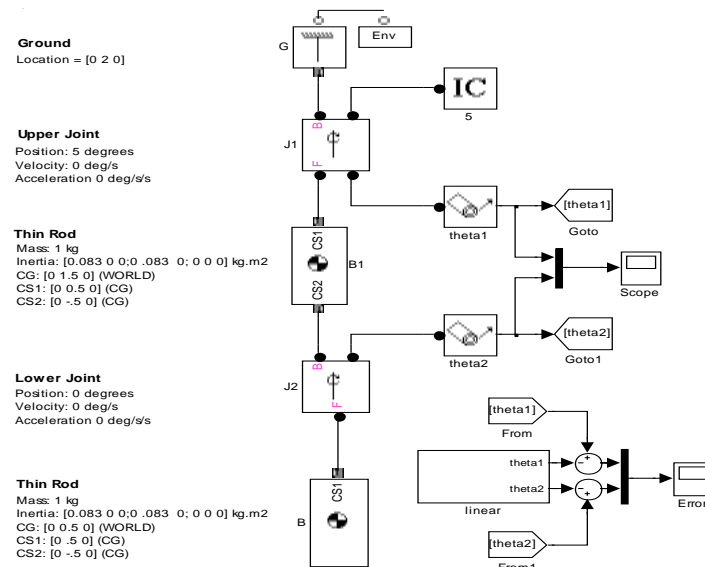 Ground
Location = [0 2 0]
G
Env
IC
5
Upper Joint
Position: 5 degrees
Velocity: 0 deg/s
Acceleration 0 deg/s/s
J1
B
F
theta1
[theta1]
Goto
Thin Rod
Mass: 1 kg
Inertia: [0.083 0 0;0 .083 0; 0 0 0] kg.m2
CG: [0 1.5 0] (WORLD)
CS1: [0 0.5 0] (CG)
CS2: [0 -.5 0] (CG)
CS1
CS2
B1
Scope
theta2
[theta2]
Goto1
Lower Joint
Position: 0 degrees
Velocity: 0 deg/s
Acceleration 0 deg/s/s
J2
B
F
[theta1]
From
theta1
theta2
linear
Error
[theta2]
From1
Thin Rod
Mass: 1 kg
Inertia: [0.083 0 0;0 .083 0; 0 0 0] kg.m2
CG: [0 0.5 0] (WORLD)
CS1: [0 .5 0] (CG)
CS2: [0 -.5 0] (CG)
CS1
B